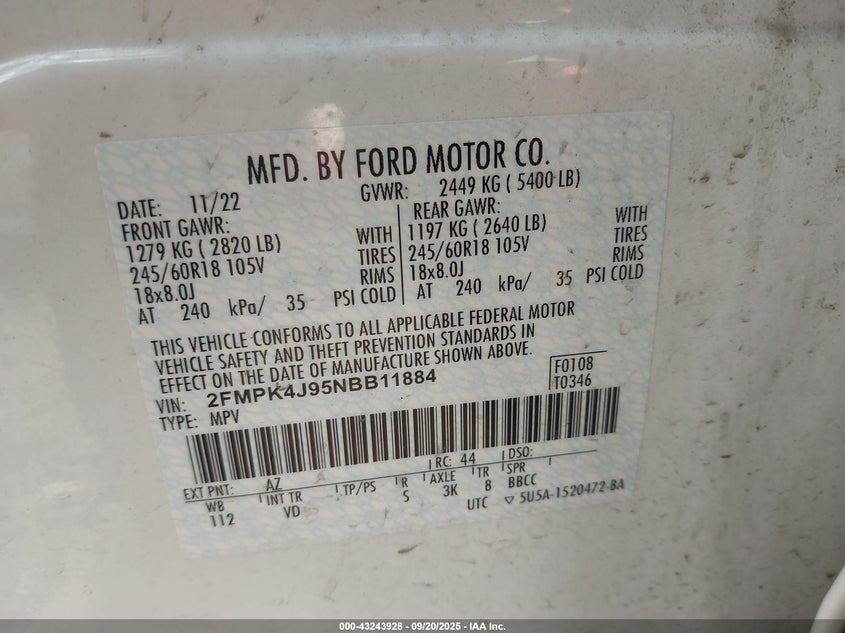 MFD. BY FORD MOTOR CO.
DATE: 11/22 GVWR: 2449 KG ( 5400 LB)
FRONT GAWR: REAR GAWR:
1279 KG ( 2820 LB) WITH 1197 KG ( 2640 LB) WITH
245/60R18 105V TIRES 245/60R18 105V TIRES
18x8.0J RIMS 18x8.0J RIMS
AT 240 kPa/ 35 PSI COLD AT 240 kPa/ 35 PSI COLD
THIS VEHICLE CONFORMS TO ALL APPLICABLE FEDERAL MOTOR
VEHICLE SAFETY AND THEFT PREVENTION STANDARDS IN
EFFECT ON THE DATE OF MANUFACTURE SHOWN ABOVE.
VIN: 2FMPK4J95NBB11884 F0108
TYPE: MPV T0346
EXT PNT: AZ RC: 44 DSO:
WB INT TR TP/PS R AXLE TR SPR
112 VD S 3K 8 BBCC
UTC ▽ 5U5A-1520472-BA
000-43243928 - 09/20/2025 - IAA Inc.